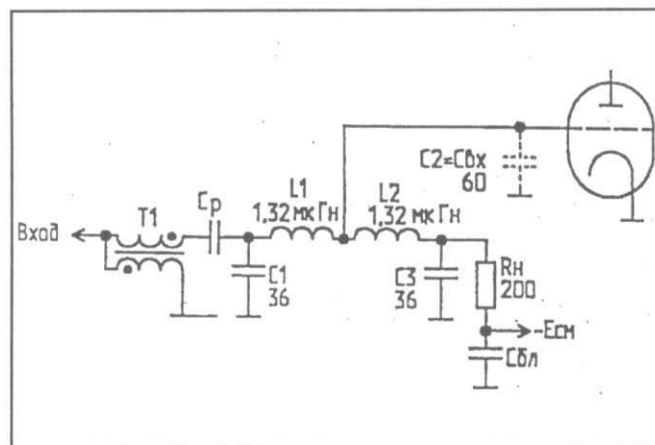 C2=Cвх
60
L1
1,32 мкГн
L2
1,32 мкГн
Cр
T1
Вход
C1
36
C3
36
Rн
200
-Eсм
Cбл